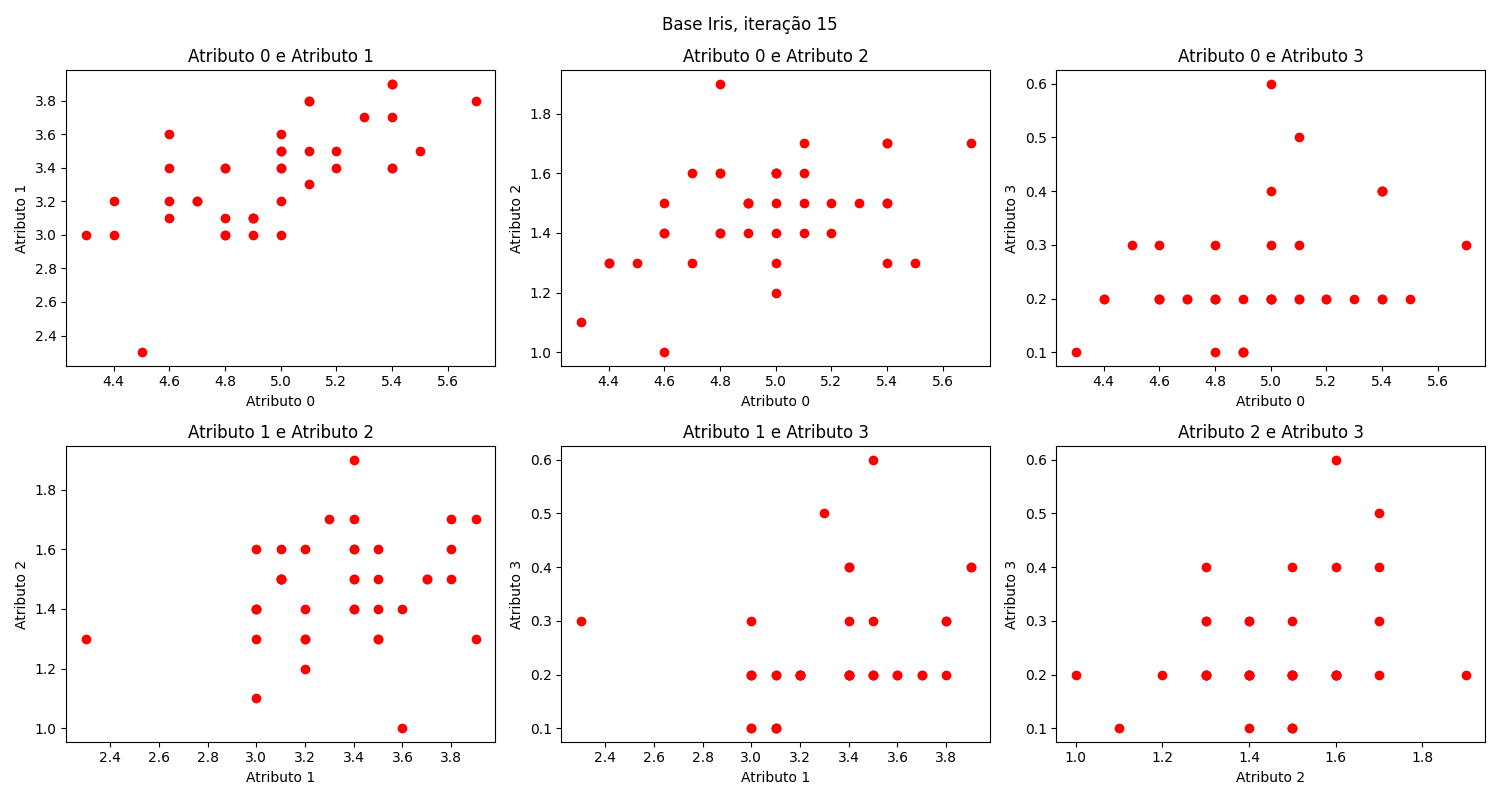 Base Iris, iteração 15
Atributo 0 e Atributo 1
Atributo 0 e Atributo 2
Atributo 0 e Atributo 3
Atributo 1
3.8
3.6
3.4
3.2
3.0
2.8
2.6
2.4
4.4 4.6 4.8 5.0 5.2 5.4 5.6
Atributo 0
Atributo 2
1.8
1.6
1.4
1.2
1.0
4.4 4.6 4.8 5.0 5.2 5.4 5.6
Atributo 0
Atributo 3
0.6
0.5
0.4
0.3
0.2
0.1
4.4 4.6 4.8 5.0 5.2 5.4 5.6
Atributo 0
Atributo 1 e Atributo 2
Atributo 1 e Atributo 3
Atributo 2 e Atributo 3
Atributo 2
1.8
1.6
1.4
1.2
1.0
2.4 2.6 2.8 3.0 3.2 3.4 3.6 3.8
Atributo 1
Atributo 3
0.6
0.5
0.4
0.3
0.2
0.1
2.4 2.6 2.8 3.0 3.2 3.4 3.6 3.8
Atributo 1
Atributo 3
0.6
0.5
0.4
0.3
0.2
0.1
1.0 1.2 1.4 1.6 1.8
Atributo 2